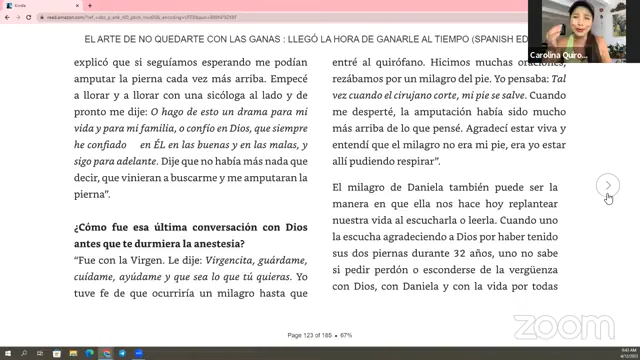 Kindle
EL ARTE DE NO QUEDARTE CON LAS GANAS : LLEGÓ LA HORA DE GANARLE AL TIEMPO (SPANISH ED
Carolina Quiro...
explicó que si seguíamos esperando me podían
amputar la pierna cada vez más arriba. Empecé
a llorar y a llorar con una sicóloga al lado y de
pronto me dije: O hago de esto un drama para mi
vida y para mi familia, o confío en Dios, que siempre
he confiado en ÉL en las buenas y en las malas, y
sigo para adelante. Dije que no había más nada que
decir, que vinieran a buscarme y me amputaran la
pierna”.
¿Cómo fue esa última conversación con Dios
antes que te durmiera la anestesia?
“Fue con la Virgen. Le dije: Virgencita, guárdame,
cuídame, ayúdame y que sea lo que tú quieras. Yo
tuve fe de que ocurriría un milagro hasta que
entré al quirófano. Hicimos muchas oraciones,
rezábamos por un milagro del pie. Yo pensaba: Tal
vez cuando el cirujano corte, mi pie se salve. Cuando
me desperté, la amputación había sido mucho
más arriba de lo que pensé. Agradecí estar viva y
entendí que el milagro no era mi pie, era yo estar
allí pudiendo respirar”.
El milagro de Daniela también puede ser la
manera en que ella nos hace hoy replantear
nuestra vida al escucharla o leerla. Cuando uno
la escucha agradeciendo a Dios por haber tenido
sus dos piernas durante 32 años, uno no sabe
si pedir perdón o esconderse de la vergüenza
con Dios, con Daniela y con la vida por todas
Page 123 of 185 • 67%
zoom